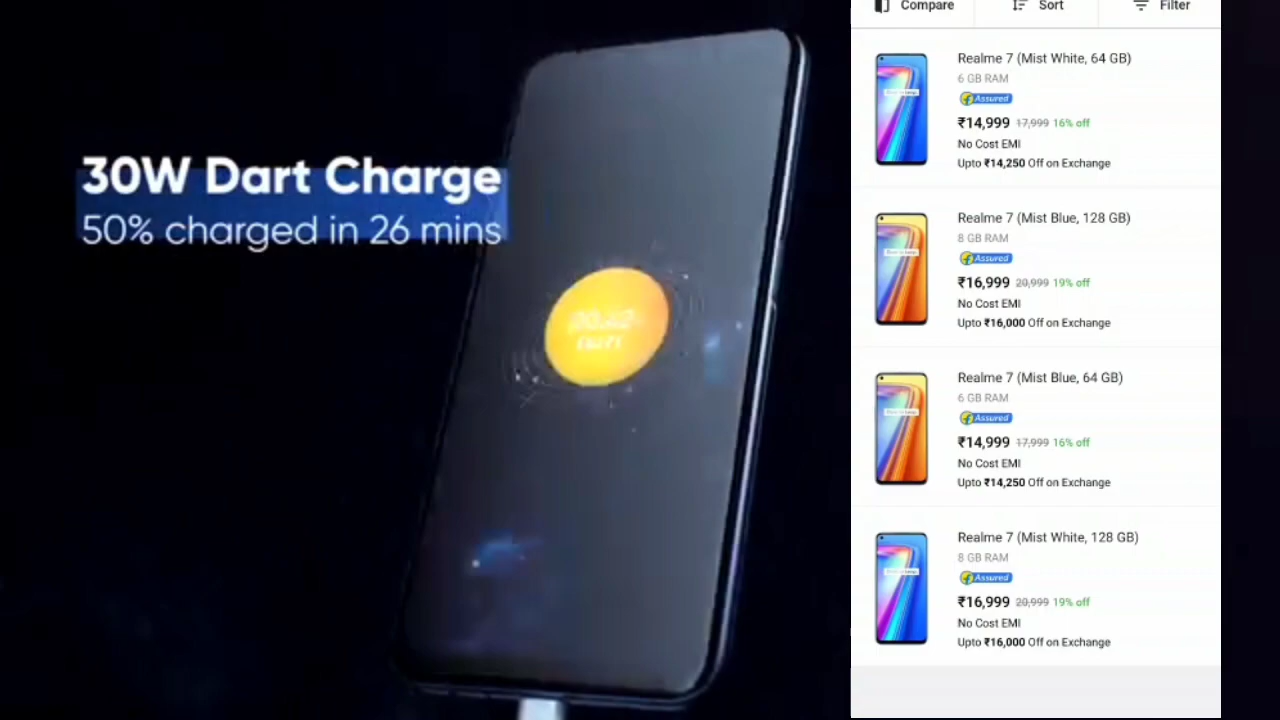 30W Dart Charge
50% charged in 26 mins
Compare
Sort
Filter
Realme 7 (Mist White, 64 GB)
6 GB RAM
Assured
₹14,999 17,999 16% off
No Cost EMI
Upto ₹14,250 Off on Exchange
Realme 7 (Mist Blue, 128 GB)
8 GB RAM
Assured
₹16,999 20,999 19% off
No Cost EMI
Upto ₹16,000 Off on Exchange
Realme 7 (Mist Blue, 64 GB)
6 GB RAM
Assured
₹14,999 17,999 16% off
No Cost EMI
Upto ₹14,250 Off on Exchange
Realme 7 (Mist White, 128 GB)
8 GB RAM
Assured
₹16,999 20,999 19% off
No Cost EMI
Upto ₹16,000 Off on Exchange